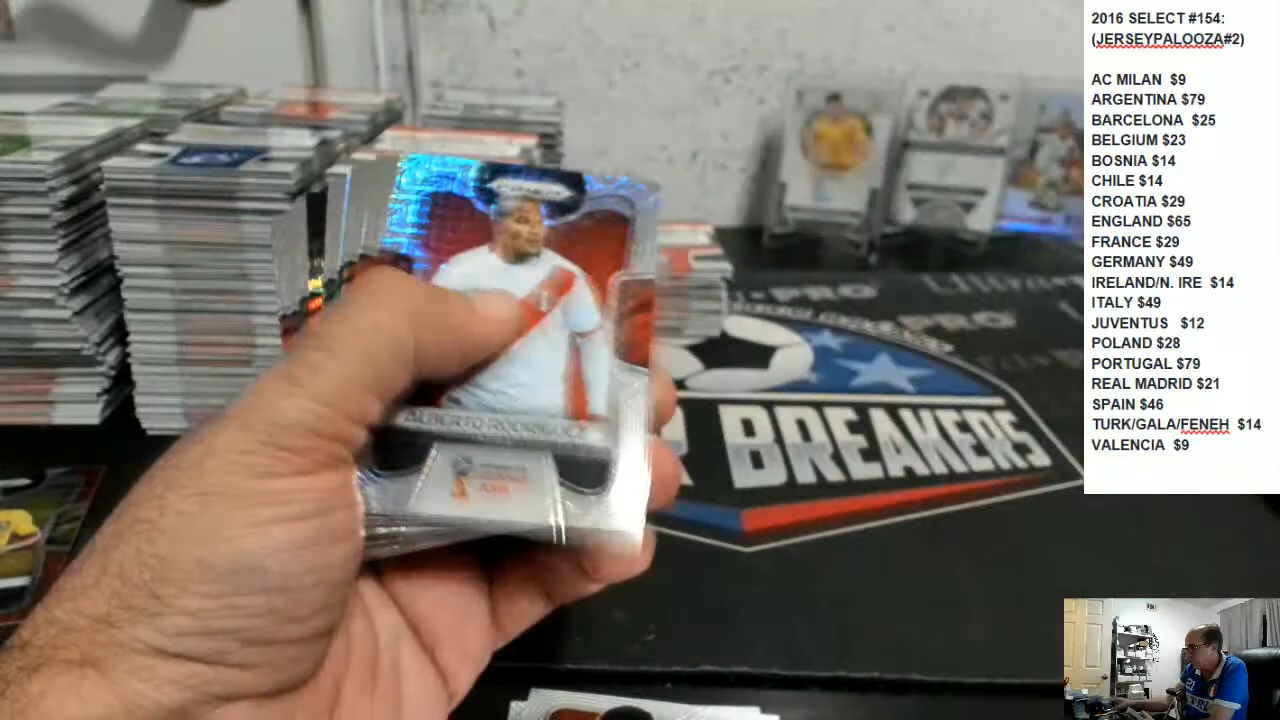 2016 SELECT #154:
(JERSEYPALOOZA#2)
AC MILAN $9
ARGENTINA $79
BARCELONA $25
BELGIUM $23
BOSNIA $14
CHILE $14
CROATIA $29
ENGLAND $65
FRANCE $29
GERMANY $49
IRELAND/N. IRE $14
ITALY $49
JUVENTUS $12
POLAND $28
PORTUGAL $79
REAL MADRID $21
SPAIN $46
TURK/GALA/FENEH $14
VALENCIA $9
ALBERTO RODRIGUEZ
BREAKERS